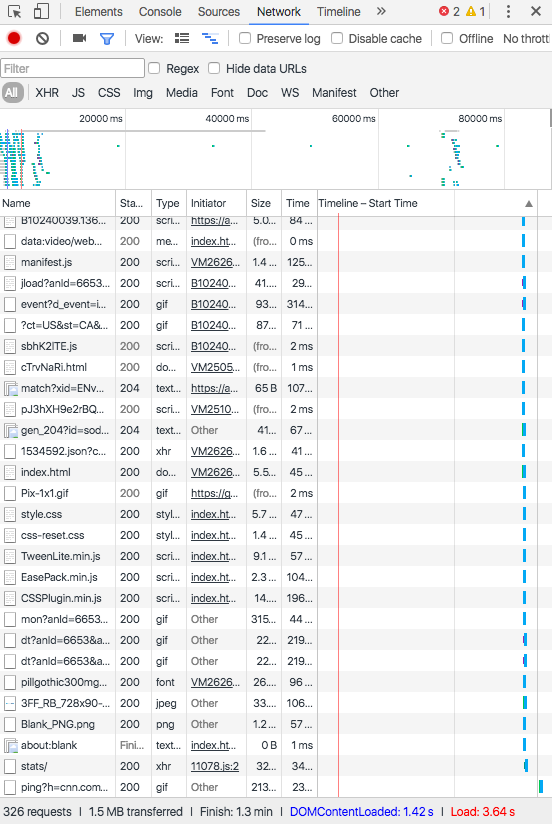 Elements Console Sources Network Timeline » 2 1
View: Preserve log Disable cache Offline No thrott
Filter Regex Hide data URLs
All XHR JS CSS Img Media Font Doc WS Manifest Other
20000 ms 40000 ms 60000 ms 80000 ms
Name Sta... Type Initiator Size Time Timeline – Start Time
B10240039.136... 200 scri... https://a... 5.0... 84 ...
data:video/web... 200 me... index.ht... (fro... 0 ms
manifest.js 200 scri... VM2626... 1.4 ... 125...
jload?anId=6653... 200 scri... B10240... 41.... 29...
event?d_event=i... 200 gif B10240... 93... 314...
?ct=US&st=CA&... 200 gif B10240... 87... 71 ...
sbhK2lTE.js 200 scri... B10240... (fro... 2 ms
cTrvNaRi.html 200 do... VM2505... (fro... 1 ms
match?xid=ENv... 204 text... https://a... 65 B 107...
pJ3hXH9e2rBQ... 200 scri... VM2510... (fro... 2 ms
gen_204?id=sod... 204 text... Other 41... 67...
1534592.json?c... 200 xhr VM2626... 1.6 ... 41 ...
index.html 200 do... VM2626... 5.5... 45 ...
Pix-1x1.gif 200 gif https://g... (fro... 2 ms
style.css 200 styl... index.ht... 5.7 ... 47 ...
css-reset.css 200 styl... index.ht... 1.4 ... 45 ...
TweenLite.min.js 200 scri... index.ht... 9.1 ... 57 ...
EasePack.min.js 200 scri... index.ht... 2.3 ... 104...
CSSPlugin.min.js 200 scri... index.ht... 14.... 196...
mon?anId=6653... 200 gif Other 315... 44 ...
dt?anId=6653&a... 200 gif Other 22... 219...
dt?anId=6653&a... 200 gif Other 22... 219...
pillgothic300mg... 200 font VM2626... 26.... 96 ...
3FF_RB_728x90-... 200 jpeg Other 33.... 106...
Blank_PNG.png 200 png Other 1.2 ... 57 ...
about:blank Fini... text... index.ht... 0 B 1 ms
stats/ 200 xhr 11078.js:2 32... 34...
ping?h=cnn.com... 200 gif Other 213... 23 ...
326 requests | 1.5 MB transferred | Finish: 1.3 min | DOMContentLoaded: 1.42 s | Load: 3.64 s